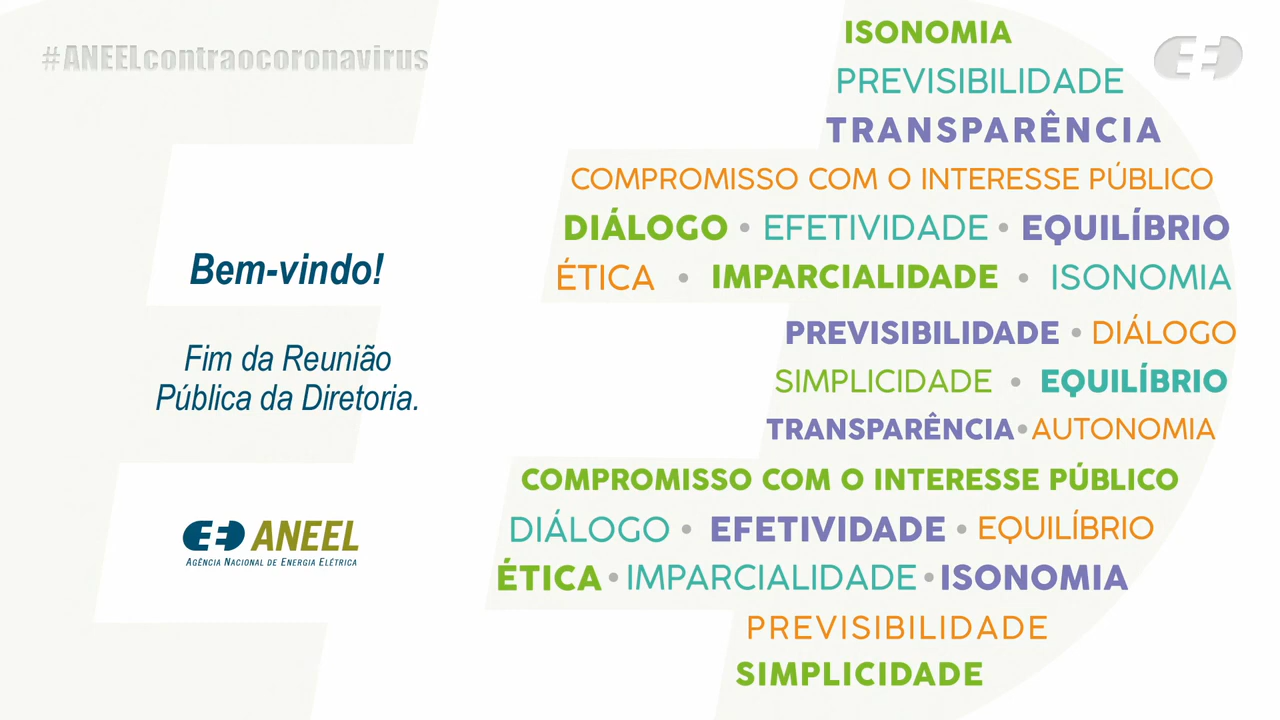 #ANEELcontraocoronavirus
Bem-vindo!
Fim da Reunião
Pública da Diretoria.
ANEEL
AGÊNCIA NACIONAL DE ENERGIA ELÉTRICA
ISONOMIA
PREVISIBILIDADE
TRANSPARÊNCIA
COMPROMISSO COM O INTERESSE PÚBLICO
DIÁLOGO • EFETIVIDADE • EQUILÍBRIO
ÉTICA • IMPARCIALIDADE • ISONOMIA
PREVISIBILIDADE • DIÁLOGO
SIMPLICIDADE • EQUILÍBRIO
TRANSPARÊNCIA • AUTONOMIA
COMPROMISSO COM O INTERESSE PÚBLICO
DIÁLOGO • EFETIVIDADE • EQUILÍBRIO
ÉTICA • IMPARCIALIDADE • ISONOMIA
PREVISIBILIDADE
SIMPLICIDADE